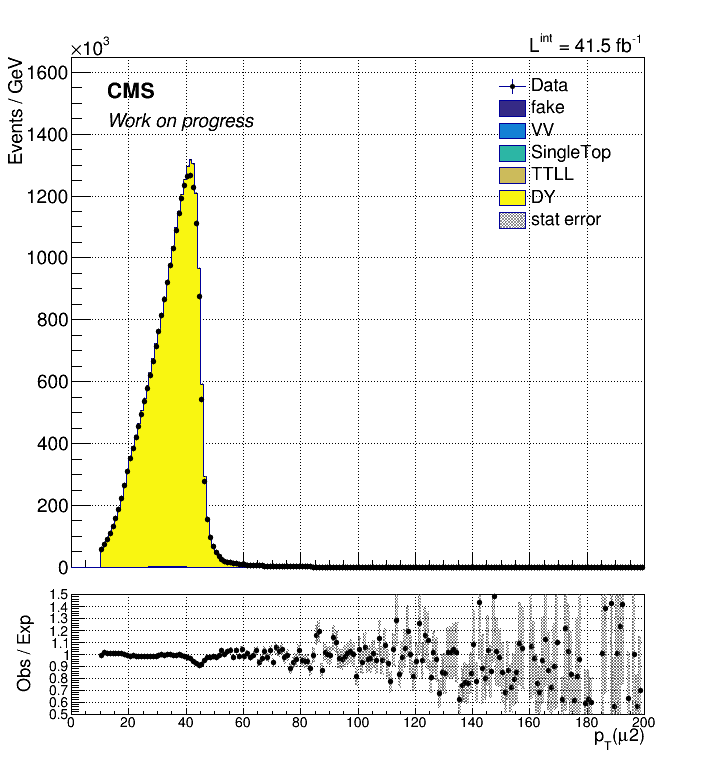 ×10³
L^int = 41.5 fb⁻¹
Events / GeV
1600
1400
1200
1000
800
600
400
200
0
CMS
Work on progress
Data
fake
VV
SingleTop
TTLL
DY
stat error
Obs / Exp
1.5
1.4
1.3
1.2
1.1
1
0.9
0.8
0.7
0.6
0.5
0 20 40 60 80 100 120 140 160 180 200
p_T(μ2)